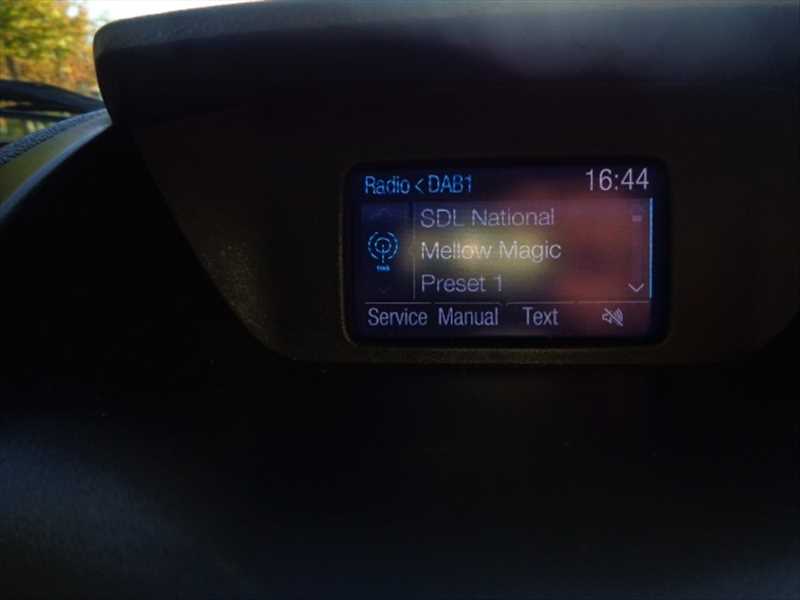 Radio < DAB1 16:44
SDL National
Mellow Magic
Preset 1
Service Manual Text